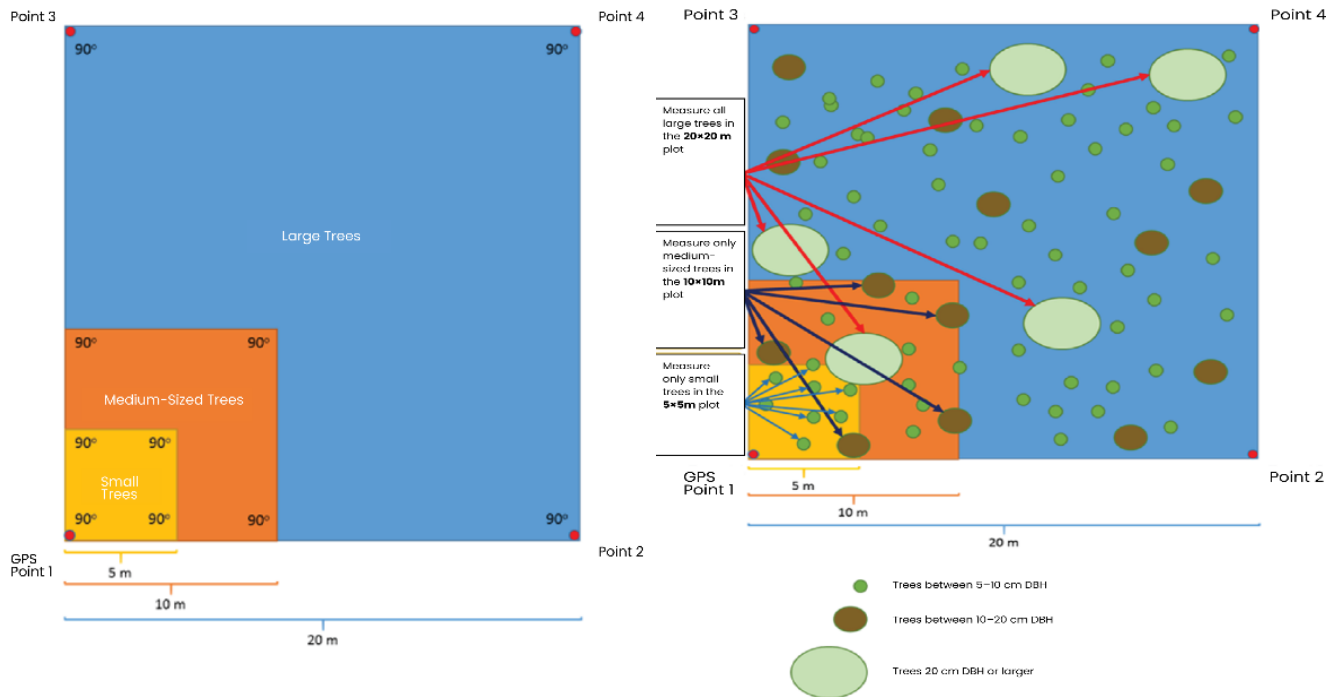 Point 3
Point 4
90°
90°
Large Trees
90°
90°
Medium-Sized Trees
90°
90°
Small
Trees
90°
90°
90°
90°
GPS
Point 1
Point 2
5 m
10 m
20 m
Point 3
Point 4
Measure all
large trees in
the 20×20 m
plot
Measure only
medium-
sized trees in
the 10×10m
plot
Measure
only small
trees in the
5×5m plot
GPS
Point 1
Point 2
5 m
10 m
20 m
Trees between 5–10 cm DBH
Trees between 10–20 cm DBH
Trees 20 cm DBH or larger